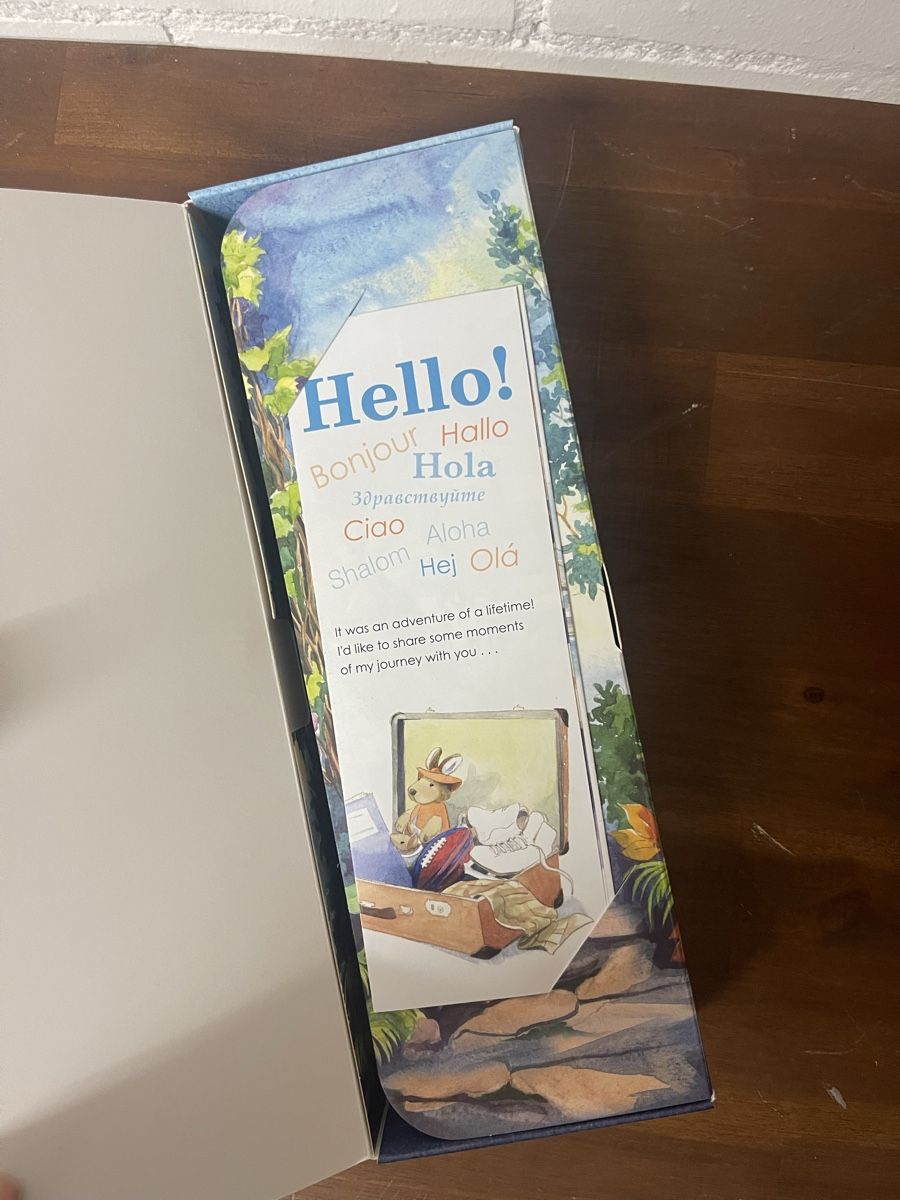 Hello!
Bonjour Hallo
Hola
Здравствуйте
Ciao Aloha
Shalom Hej Olá
It was an adventure of a lifetime!
I'd like to share some moments
of my journey with you . . .